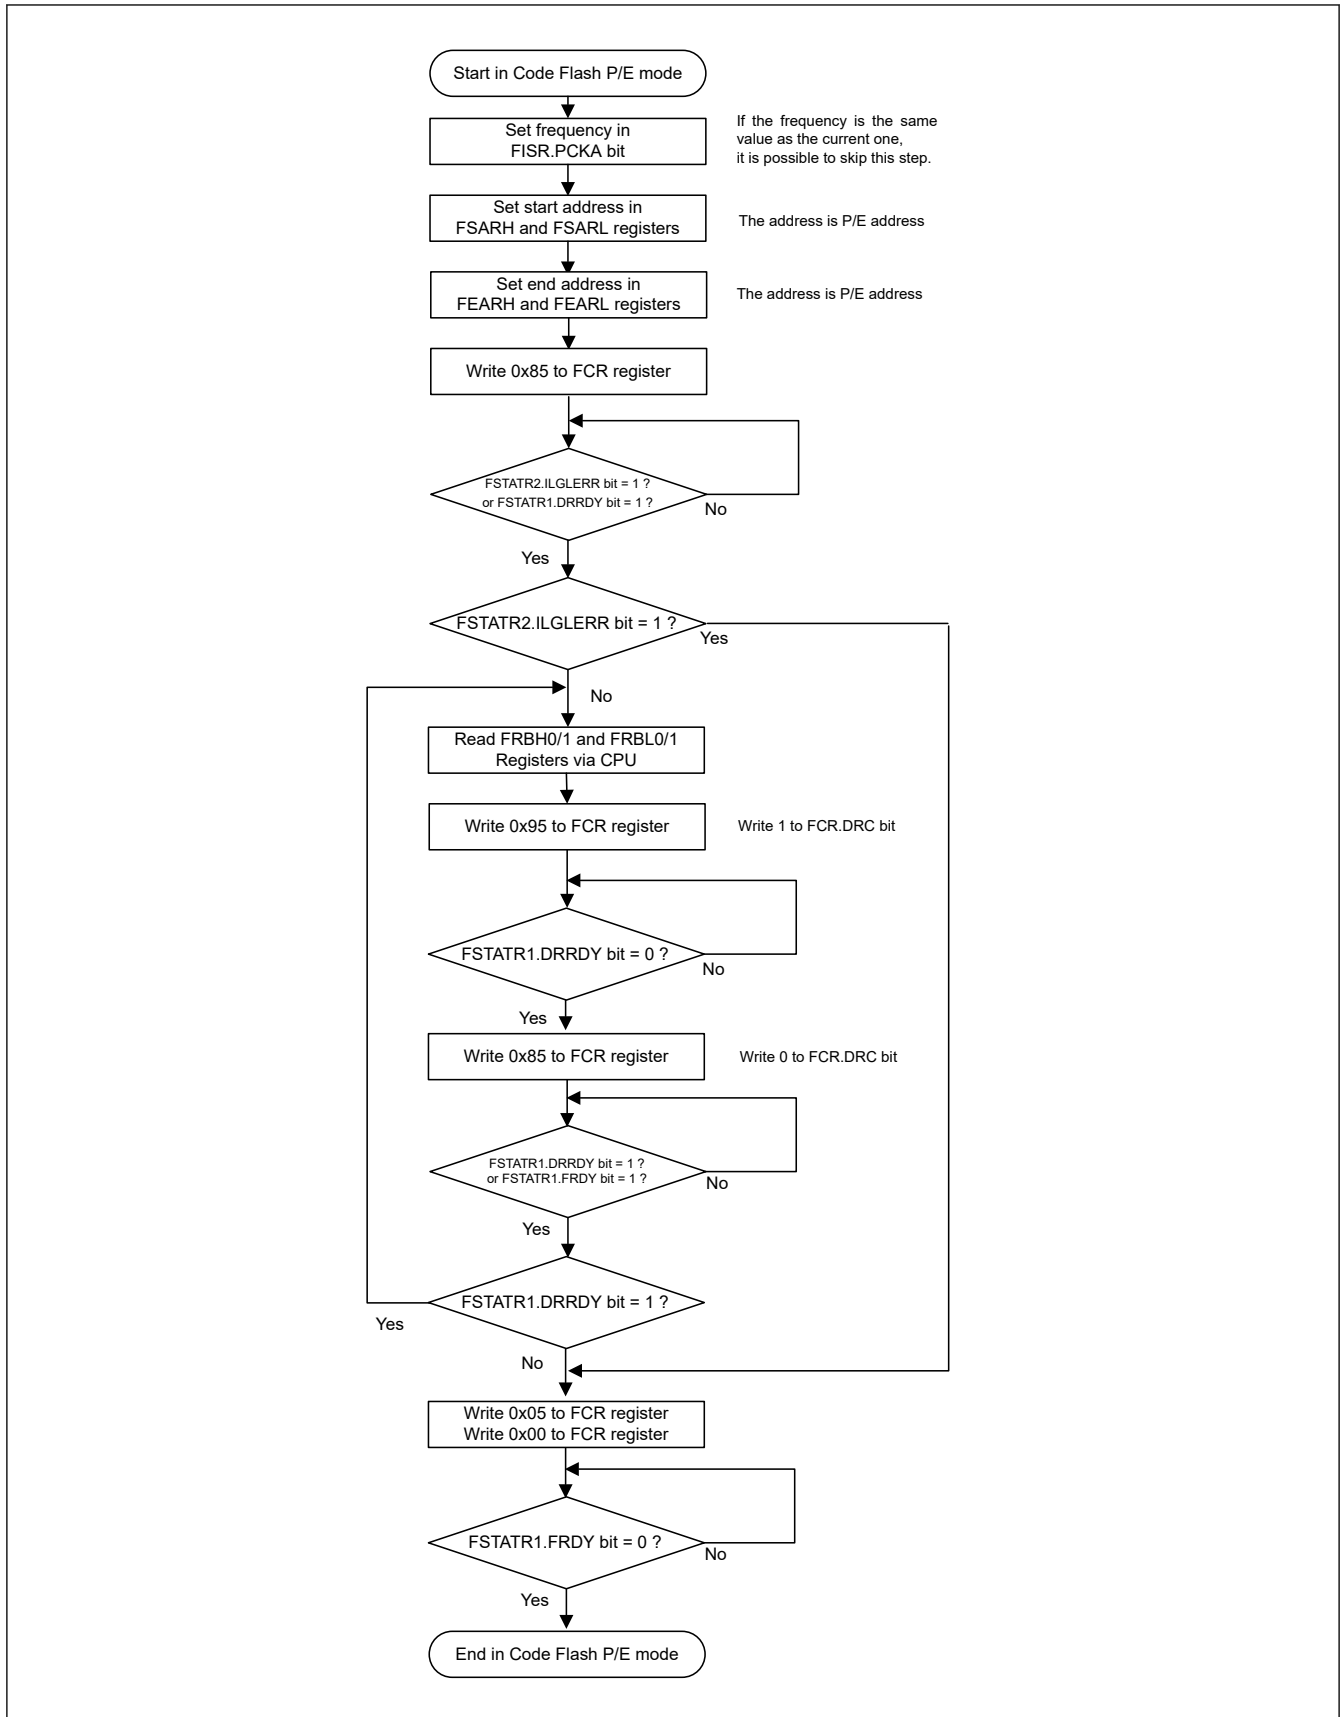 Start in Code Flash P/E mode
Set frequency in
FISR.PCKA bit
If the frequency is the same
value as the current one,
it is possible to skip this step.
Set start address in
FSARH and FSARL registers
The address is P/E address
Set end address in
FEARH and FEARL registers
The address is P/E address
Write 0x85 to FCR register
FSTATR2.ILGLERR bit = 1 ?
or FSTATR1.DRRDY bit = 1 ?
No
Yes
FSTATR2.ILGLERR bit = 1 ?
Yes
No
Read FRBH0/1 and FRBL0/1
Registers via CPU
Write 0x95 to FCR register
Write 1 to FCR.DRC bit
FSTATR1.DRRDY bit = 0 ?
No
Yes
Write 0x85 to FCR register
Write 0 to FCR.DRC bit
FSTATR1.DRRDY bit = 1 ?
or FSTATR1.FRDY bit = 1 ?
No
Yes
FSTATR1.DRRDY bit = 1 ?
Yes
No
Write 0x05 to FCR register
Write 0x00 to FCR register
FSTATR1.FRDY bit = 0 ?
No
Yes
End in Code Flash P/E mode